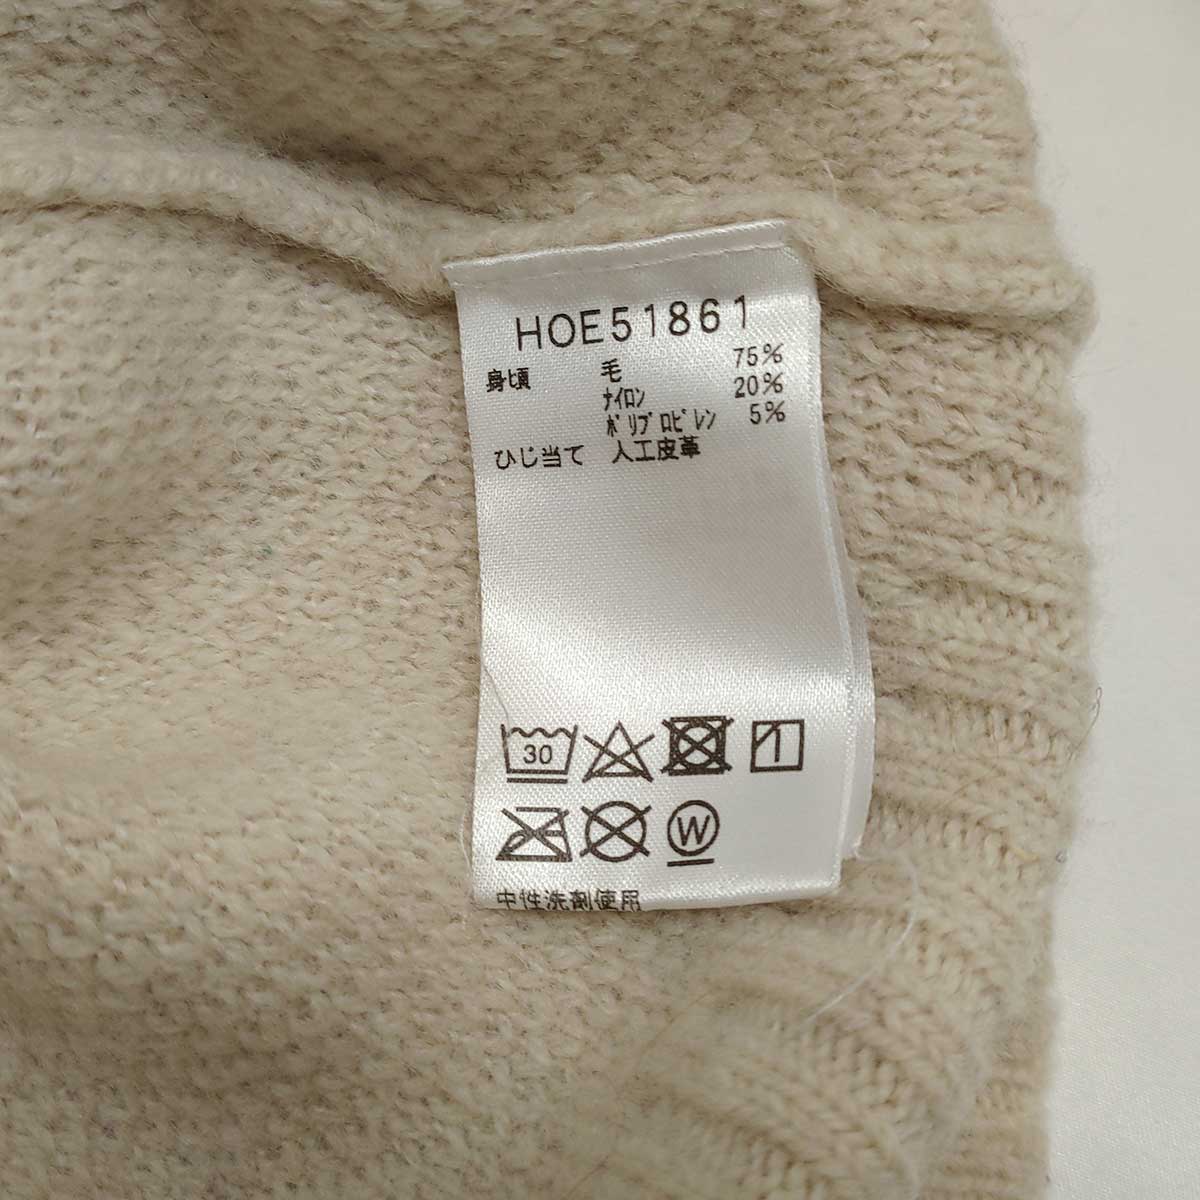 HOE51861
身頃 毛 75%
ナイロン 20%
ポリプロピレン 5%
ひじ当て 人工皮革
30
W
中性洗剤使用